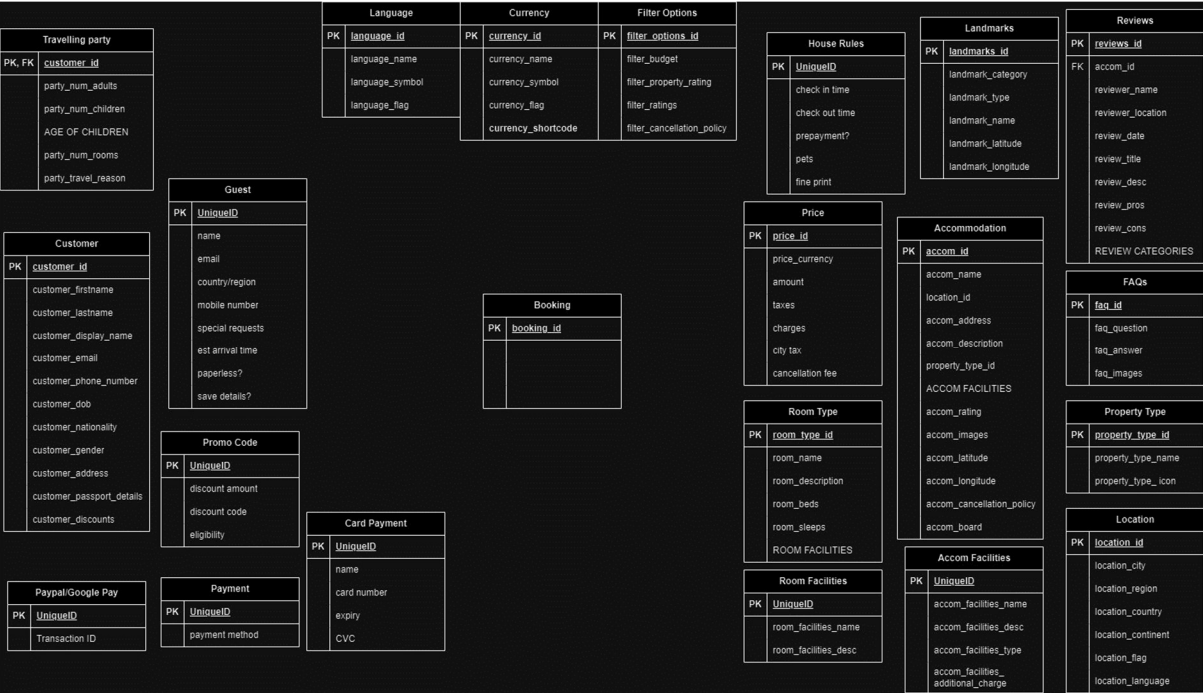 Travelling party
PK, FK customer_id
party_num_adults
party_num_children
AGE OF CHILDREN
party_num_rooms
party_travel_reason
Customer
PK customer_id
customer_firstname
customer_lastname
customer_display_name
customer_email
customer_phone_number
customer_dob
customer_nationality
customer_gender
customer_address
customer_passport_details
customer_discounts
Paypal/Google Pay
PK UniqueID
Transaction ID
Guest
PK UniqueID
name
email
country/region
mobile number
special requests
est arrival time
paperless?
save details?
Promo Code
PK UniqueID
discount amount
discount code
eligibility
Payment
PK UniqueID
payment method
Card Payment
PK UniqueID
name
card number
expiry
CVC
Language
PK language_id
language_name
language_symbol
language_flag
Currency
PK currency_id
currency_name
currency_symbol
currency_flag
currency_shortcode
Filter Options
PK filter_options_id
filter_budget
filter_property_rating
filter_ratings
filter_cancellation_policy
Booking
PK booking_id
House Rules
PK UniqueID
check in time
check out time
prepayment?
pets
fine print
Price
PK price_id
price_currency
amount
taxes
charges
city tax
cancellation fee
Room Type
PK room_type_id
room_name
room_description
room_beds
room_sleeps
ROOM FACILITIES
Room Facilities
PK UniqueID
room_facilities_name
room_facilities_desc
Landmarks
PK landmarks_id
landmark_category
landmark_type
landmark_name
landmark_latitude
landmark_longitude
Accommodation
PK accom_id
accom_name
location_id
accom_address
accom_description
property_type_id
ACCOM FACILITIES
accom_rating
accom_images
accom_latitude
accom_longitude
accom_cancellation_policy
accom_board
Accom Facilities
PK UniqueID
accom_facilities_name
accom_facilities_desc
accom_facilities_type
accom_facilities_
additional_charge
Reviews
PK reviews_id
FK accom_id
reviewer_name
reviewer_location
review_date
review_title
review_desc
review_pros
review_cons
REVIEW CATEGORIES
FAQs
PK faq_id
faq_question
faq_answer
faq_images
Property Type
PK property_type_id
property_type_name
property_type_ icon
Location
PK location_id
location_city
location_region
location_country
location_continent
location_flag
location_language